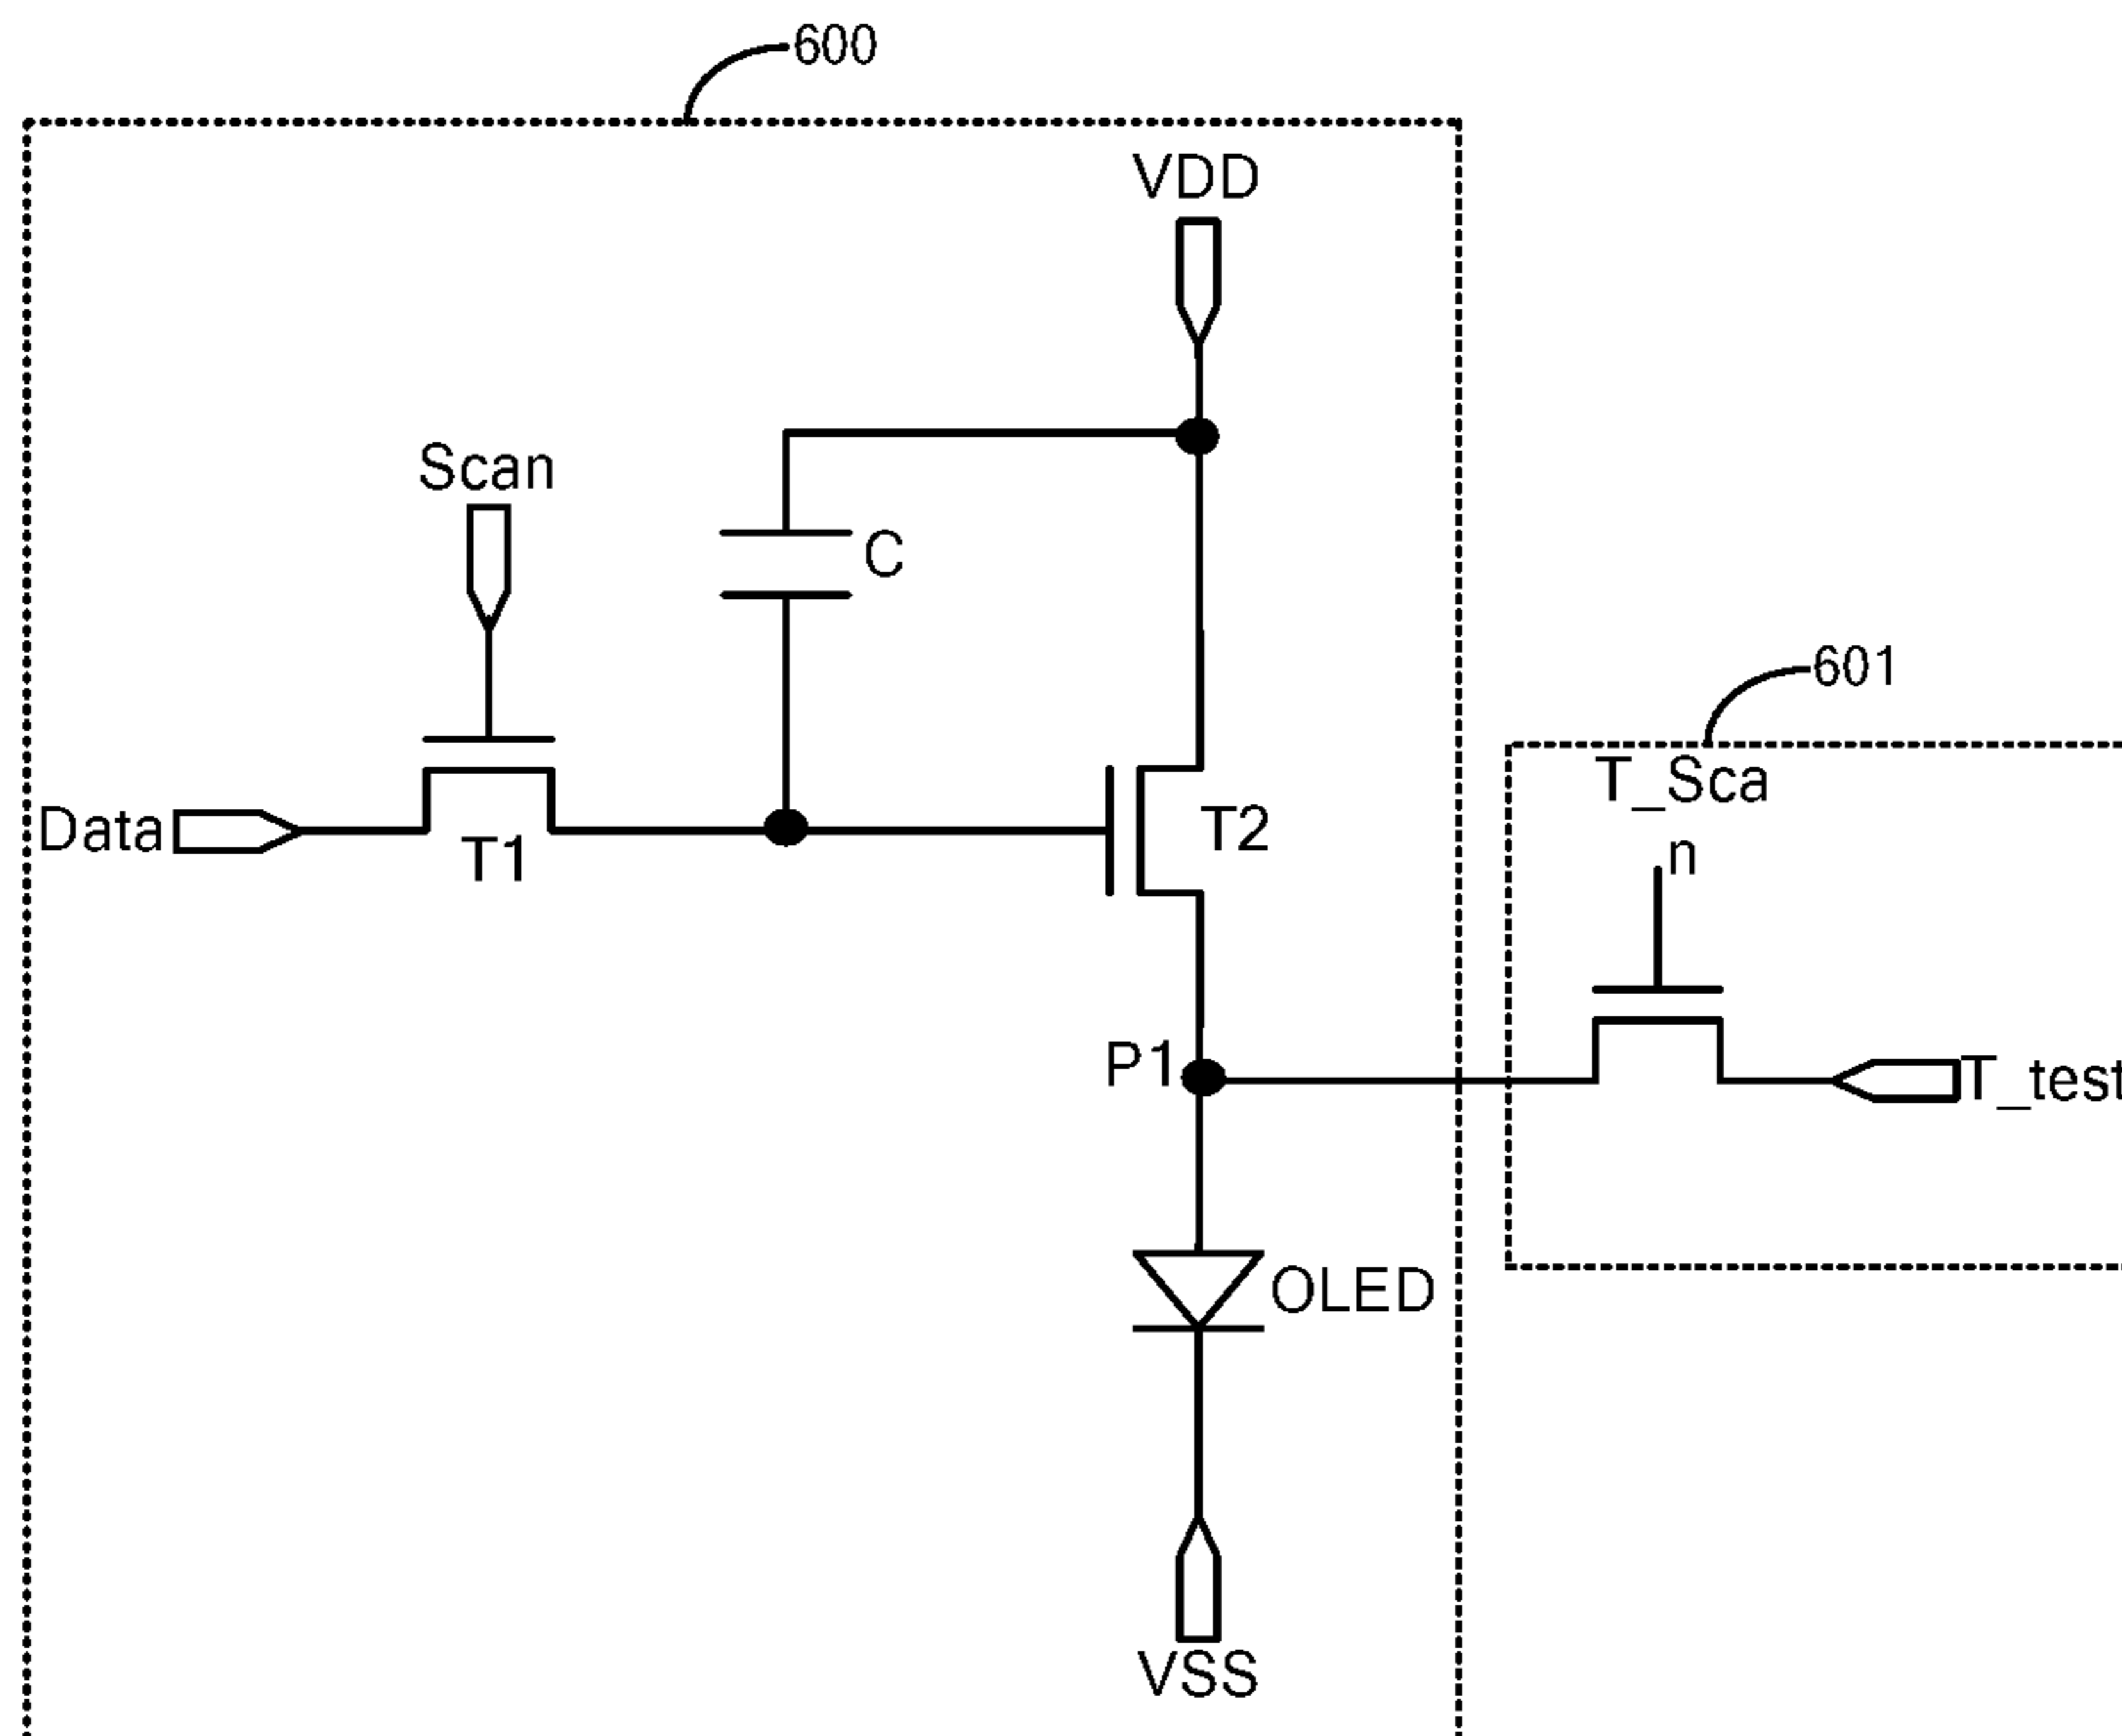 600
VDD
Scan
C
601
T_Sca
n
Data
T1
T2
P1
T_test
OLED
VSS